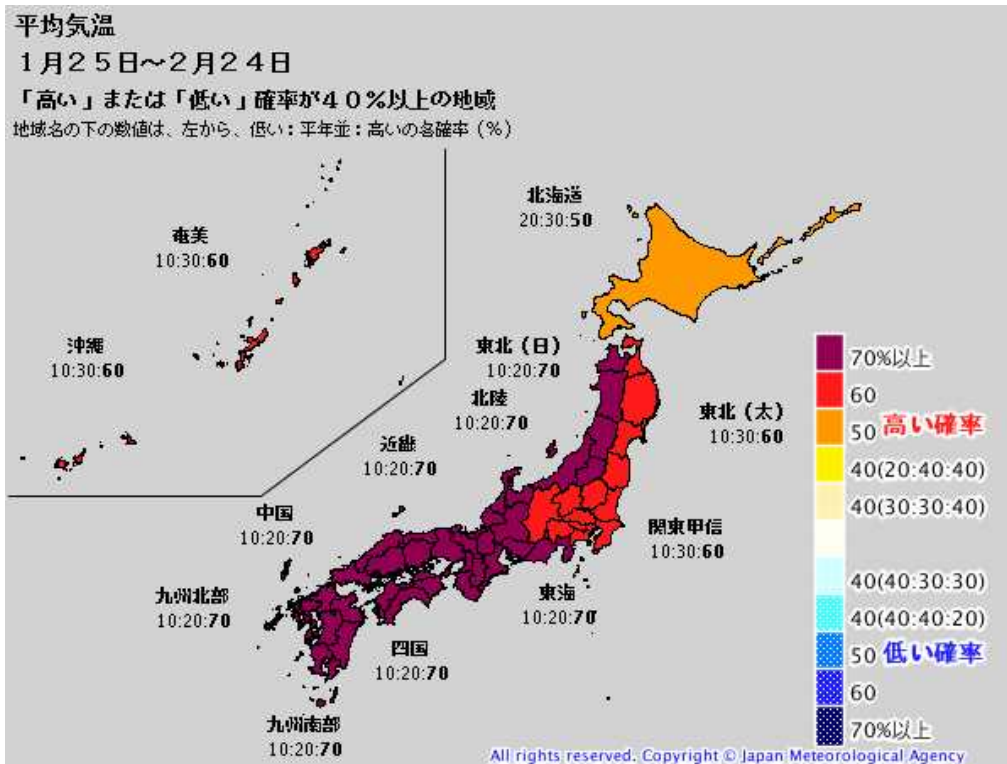 平均気温
１月２５日～２月２４日
「高い」または「低い」確率が４０％以上の地域
地域名の下の数値は、左から、低い：平年並：高いの各確率（％）
北海道
20:30:50
奄美
10:30:60
沖縄
10:30:60
東北（日）
10:20:70
北陸
10:20:70
東北（太）
10:30:60
近畿
10:20:70
中国
10:20:70
関東甲信
10:30:60
九州北部
10:20:70
東海
10:20:70
四国
10:20:70
九州南部
10:20:70
70%以上
60
50 高い確率
40(20:40:40)
40(30:30:40)
40(40:30:30)
40(40:40:20)
50 低い確率
60
70%以上
All rights reserved. Copyright © Japan Meteorological Agency